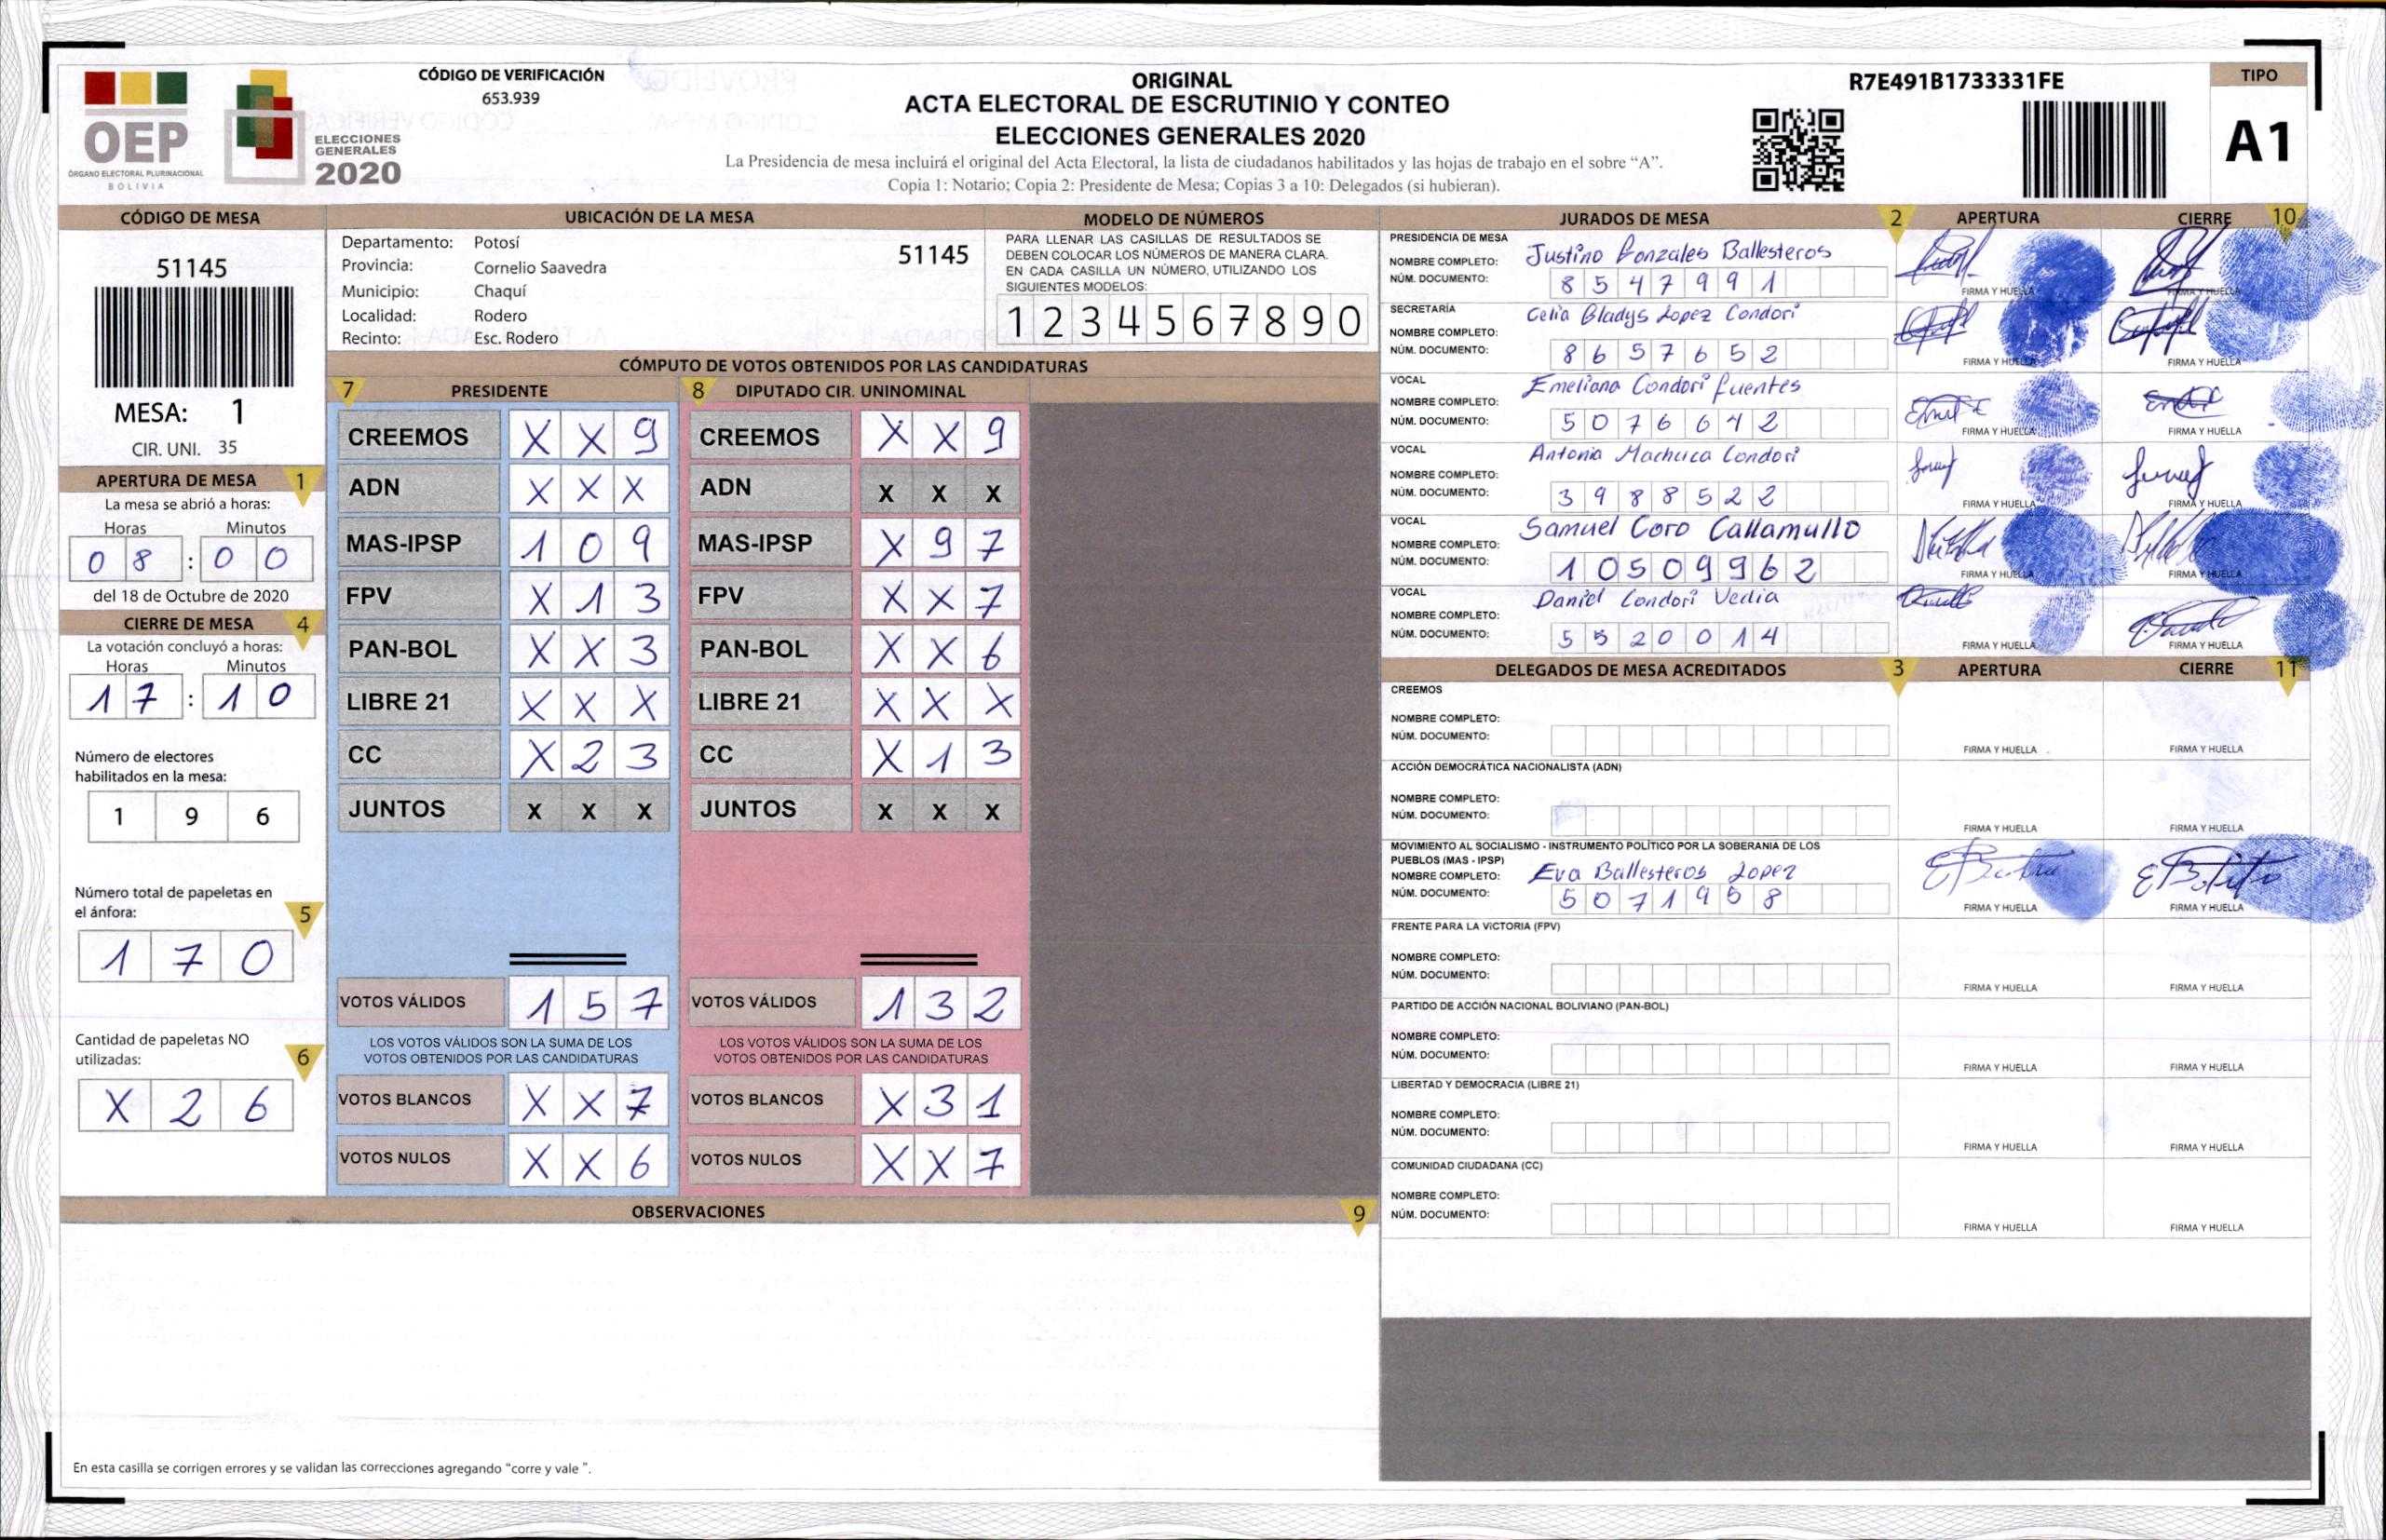 OEP
ÓRGANO ELECTORAL PLURINACIONAL
BOLIVIA
ELECCIONES
GENERALES
2020
CÓDIGO DE VERIFICACIÓN
653.939
ORIGINAL
ACTA ELECTORAL DE ESCRUTINIO Y CONTEO
ELECCIONES GENERALES 2020
La Presidencia de mesa incluirá el original del Acta Electoral, la lista de ciudadanos habilitados y las hojas de trabajo en el sobre “A”.
Copia 1: Notario; Copia 2: Presidente de Mesa; Copias 3 a 10: Delegados (si hubieran).
R7E491B1733331FE
TIPO
A1
CÓDIGO DE MESA
51145
MESA: 1
CIR. UNI. 35
APERTURA DE MESA 1
La mesa se abrió a horas:
Horas Minutos
0 8 : 0 0
del 18 de Octubre de 2020
CIERRE DE MESA 4
La votación concluyó a horas:
Horas Minutos
1 7 : 1 0
Número de electores
habilitados en la mesa:
1 9 6
Número total de papeletas en
el ánfora: 5
1 7 0
Cantidad de papeletas NO
utilizadas: 6
X 2 6
UBICACIÓN DE LA MESA
Departamento: Potosí
51145
Provincia: Cornelio Saavedra
Municipio: Chaquí
Localidad: Rodero
Recinto: Esc. Rodero
MODELO DE NÚMEROS
PARA LLENAR LAS CASILLAS DE RESULTADOS SE
DEBEN COLOCAR LOS NÚMEROS DE MANERA CLARA.
EN CADA CASILLA UN NÚMERO, UTILIZANDO LOS
SIGUIENTES MODELOS:
1 2 3 4 5 6 7 8 9 0
CÓMPUTO DE VOTOS OBTENIDOS POR LAS CANDIDATURAS
7 PRESIDENTE
CREEMOS X X 9
ADN X X X
MAS-IPSP 1 0 9
FPV X 1 3
PAN-BOL X X 3
LIBRE 21 X X X
CC X 2 3
JUNTOS X X X
VOTOS VÁLIDOS 1 5 7
LOS VOTOS VÁLIDOS SON LA SUMA DE LOS
VOTOS OBTENIDOS POR LAS CANDIDATURAS
VOTOS BLANCOS X X 7
VOTOS NULOS X X 6
8 DIPUTADO CIR. UNINOMINAL
CREEMOS X X 9
ADN X X X
MAS-IPSP X 9 7
FPV X X 7
PAN-BOL X X 6
LIBRE 21 X X X
CC X 1 3
JUNTOS X X X
VOTOS VÁLIDOS 1 3 2
LOS VOTOS VÁLIDOS SON LA SUMA DE LOS
VOTOS OBTENIDOS POR LAS CANDIDATURAS
VOTOS BLANCOS X 3 1
VOTOS NULOS X X 7
OBSERVACIONES 9
En esta casilla se corrigen errores y se validan las correcciones agregando “corre y vale ”.
JURADOS DE MESA 2 APERTURA CIERRE 10
PRESIDENCIA DE MESA
NOMBRE COMPLETO: Justino Gonzales Ballesteros
NÚM. DOCUMENTO: 8 5 4 7 9 9 1
FIRMA Y HUELLA FIRMA Y HUELLA
SECRETARÍA
NOMBRE COMPLETO: Celia Gladys Lopez Condori
NÚM. DOCUMENTO: 8 6 5 7 6 5 2
FIRMA Y HUELLA FIRMA Y HUELLA
VOCAL
NOMBRE COMPLETO: Emeliana Condori fuentes
NÚM. DOCUMENTO: 5 0 7 6 6 4 2
FIRMA Y HUELLA FIRMA Y HUELLA
VOCAL
NOMBRE COMPLETO: Antonia Machuca Condori
NÚM. DOCUMENTO: 3 9 8 8 5 2 2
FIRMA Y HUELLA FIRMA Y HUELLA
VOCAL
NOMBRE COMPLETO: Samuel Coro Callamullo
NÚM. DOCUMENTO: 1 0 5 0 9 9 6 2
FIRMA Y HUELLA FIRMA Y HUELLA
VOCAL
NOMBRE COMPLETO: Daniel Condori Vedia
NÚM. DOCUMENTO: 5 5 2 0 0 1 4
FIRMA Y HUELLA FIRMA Y HUELLA
DELEGADOS DE MESA ACREDITADOS 3 APERTURA CIERRE 11
CREEMOS
NOMBRE COMPLETO:
NÚM. DOCUMENTO:
FIRMA Y HUELLA FIRMA Y HUELLA
ACCIÓN DEMOCRÁTICA NACIONALISTA (ADN)
NOMBRE COMPLETO:
NÚM. DOCUMENTO:
FIRMA Y HUELLA FIRMA Y HUELLA
MOVIMIENTO AL SOCIALISMO - INSTRUMENTO POLÍTICO POR LA SOBERANIA DE LOS
PUEBLOS (MAS - IPSP)
NOMBRE COMPLETO: Eva Ballesteros Lopez
NÚM. DOCUMENTO: 5 0 7 1 9 5 8
FIRMA Y HUELLA FIRMA Y HUELLA
FRENTE PARA LA VICTORIA (FPV)
NOMBRE COMPLETO:
NÚM. DOCUMENTO:
FIRMA Y HUELLA FIRMA Y HUELLA
PARTIDO DE ACCIÓN NACIONAL BOLIVIANO (PAN-BOL)
NOMBRE COMPLETO:
NÚM. DOCUMENTO:
FIRMA Y HUELLA FIRMA Y HUELLA
LIBERTAD Y DEMOCRACIA (LIBRE 21)
NOMBRE COMPLETO:
NÚM. DOCUMENTO:
FIRMA Y HUELLA FIRMA Y HUELLA
COMUNIDAD CIUDADANA (CC)
NOMBRE COMPLETO:
NÚM. DOCUMENTO:
FIRMA Y HUELLA FIRMA Y HUELLA